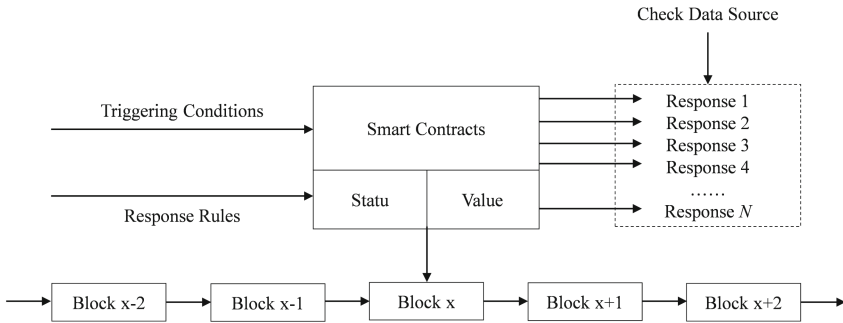 Check Data Source
Triggering Conditions
Smart Contracts
Response 1
Response 2
Response 3
Response 4
......
Response N
Statu
Value
Response Rules
Block x-2
Block x-1
Block x
Block x+1
Block x+2